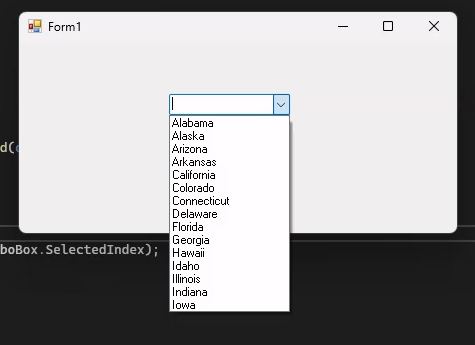 Form1
Alabama
Alaska
Arizona
d(
Arkansas
California
Colorado
Connecticut
Delaware
Florida
Georgia
boBox.SelectedIndex);
Hawaii
Idaho
Illinois
Indiana
Iowa